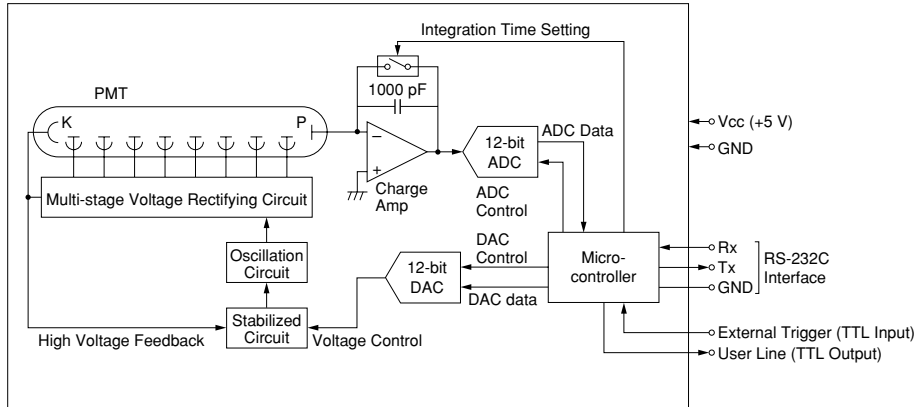 Integration Time Setting
1000 pF
PMT
K
P
−
+
Charge
Amp
12-bit
ADC
ADC Data
ADC
Control
Vcc (+5 V)
GND
Multi-stage Voltage Rectifying Circuit
Oscillation
Circuit
Stabilized
Circuit
High Voltage Feedback
Voltage Control
12-bit
DAC
DAC
Control
DAC data
Micro-
controller
Rx
Tx
GND
RS-232C
Interface
External Trigger (TTL Input)
User Line (TTL Output)